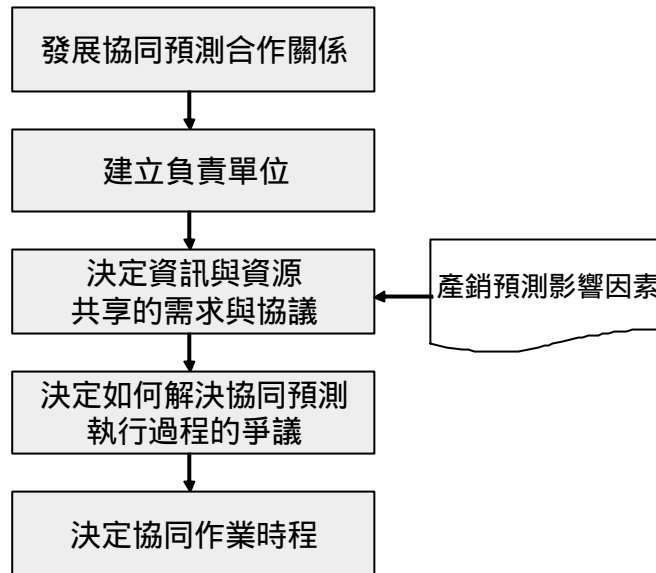 發展協同預測合作關係
建立負責單位
決定資訊與資源
共享的需求與協議
產銷預測影響因素
決定如何解決協同預測
執行過程的爭議
決定協同作業時程